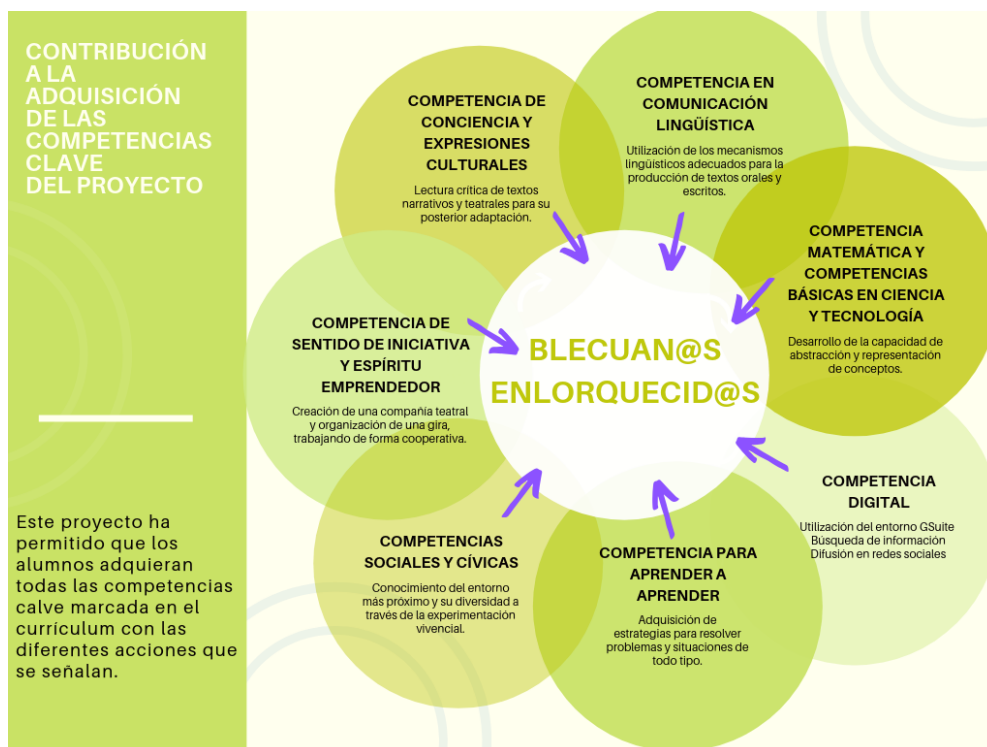 CONTRIBUCIÓN
A LA
ADQUISICIÓN
DE LAS
COMPETENCIAS
CLAVE
DEL PROYECTO
Este proyecto ha
permitido que los
alumnos adquieran
todas las competencias
calve marcada en el
currículum con las
diferentes acciones que
se señalan.
COMPETENCIA DE
CONCIENCIA Y
EXPRESIONES
CULTURALES
Lectura crítica de textos
narrativos y teatrales para su
posterior adaptación.
COMPETENCIA EN
COMUNICACIÓN
LINGÜÍSTICA
Utilización de los mecanismos
lingüísticos adecuados para la
producción de textos orales y
escritos.
COMPETENCIA
MATEMÁTICA Y
COMPETENCIAS
BÁSICAS EN CIENCIA
Y TECNOLOGÍA
Desarrollo de la capacidad de
abstracción y representación
de conceptos.
COMPETENCIA DE
SENTIDO DE INICIATIVA
Y ESPÍRITU
EMPRENDEDOR
Creación de una compañía teatral
y organización de una gira,
trabajando de forma cooperativa.
BLECUAN@S
ENLORQUECID@S
COMPETENCIA
DIGITAL
Utilización del entorno GSuite
Búsqueda de información
Difusión en redes sociales
COMPETENCIAS
SOCIALES Y CÍVICAS
Conocimiento del entorno
más próximo y su diversidad a
través de la experimentación
vivencial.
COMPETENCIA PARA
APRENDER A
APRENDER
Adquisición de
estrategias para resolver
problemas y situaciones de
todo tipo.